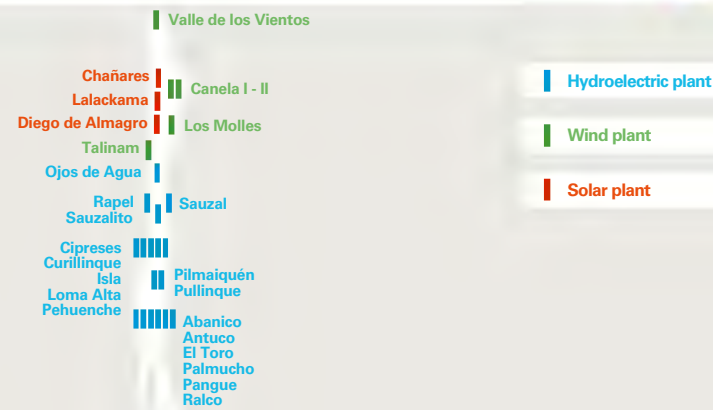 Valle de los Vientos
Chañares
Canela I - II
Lalackama
Diego de Almagro
Los Molles
Talinam
Ojos de Agua
Rapel
Sauzal
Sauzalito
Cipreses
Curillinque
Isla
Loma Alta
Pehuenche
Pilmaiquén
Pullinque
Abanico
Antuco
El Toro
Palmucho
Pangue
Ralco
Hydroelectric plant
Wind plant
Solar plant